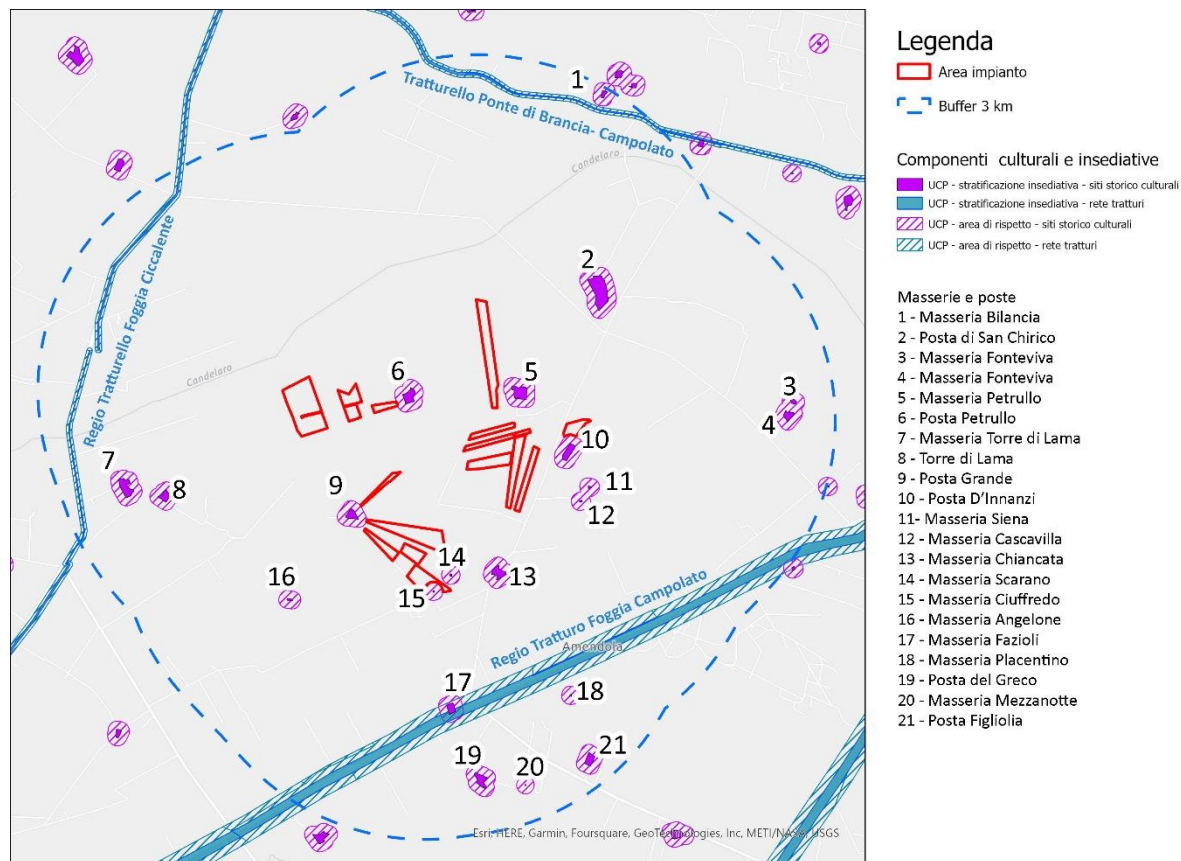 1
Tratturello Ponte di Brancia- Campolato
Candelaro
2
Regio Tratturello Foggia Ciccalente
Candelaro
6
5
3
4
10
7
8
9
11
12
14
13
15
16
Regio Tratturo Foggia Campolato
Amendola
17
18
19
20
21
Esri, HERE, Garmin, Foursquare, GeoTechnologies, Inc, METI/NASA, USGS
Legenda
Area impianto
Buffer 3 km
Componenti culturali e insediative
UCP - stratificazione insediativa - siti storico culturali
UCP - stratificazione insediativa - rete tratturi
UCP - area di rispetto - siti storico culturali
UCP - area di rispetto - rete tratturi
Masserie e poste
1 - Masseria Bilancia
2 - Posta di San Chirico
3 - Masseria Fonteviva
4 - Masseria Fonteviva
5 - Masseria Petrullo
6 - Posta Petrullo
7 - Masseria Torre di Lama
8 - Torre di Lama
9 - Posta Grande
10 - Posta D'Innanzi
11- Masseria Siena
12 - Masseria Cascavilla
13 - Masseria Chiancata
14 - Masseria Scarano
15 - Masseria Ciuffredo
16 - Masseria Angelone
17 - Masseria Fazioli
18 - Masseria Placentino
19 - Posta del Greco
20 - Masseria Mezzanotte
21 - Posta Figliolia